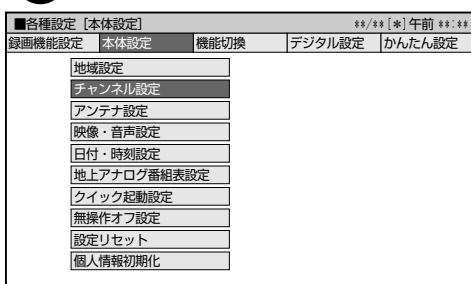 ■各種設定 [本体設定] **/**[*]午前**:**
録画機能設定 本体設定 機能切換 デジタル設定 かんたん設定
地域設定
チャンネル設定
アンテナ設定
映像・音声設定
日付・時刻設定
地上アナログ番組表設定
クイック起動設定
無操作オフ設定
設定リセット
個人情報初期化